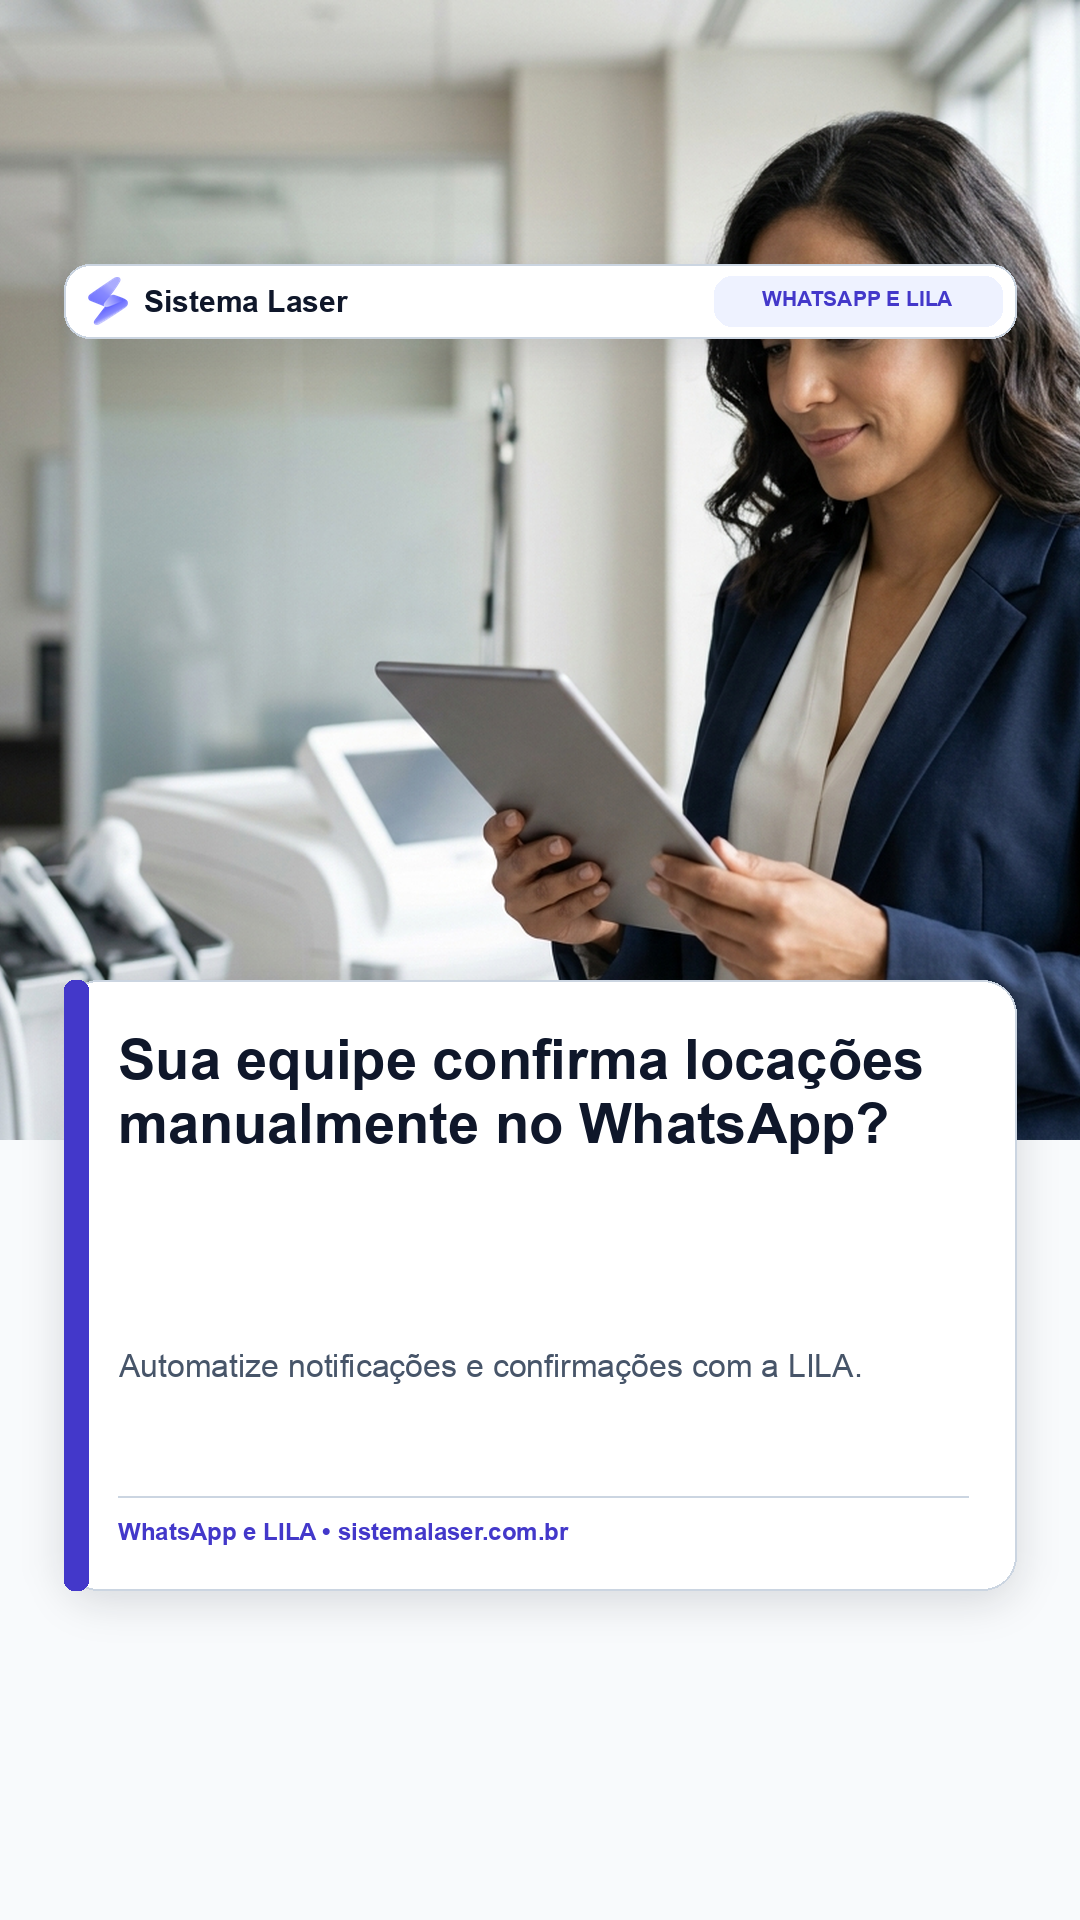 Sistema Laser
WHATSAPP E LILA
Sua equipe confirma locações
manualmente no WhatsApp?
Automatize notificações e confirmações com a LILA.
WhatsApp e LILA • sistemalaser.com.br